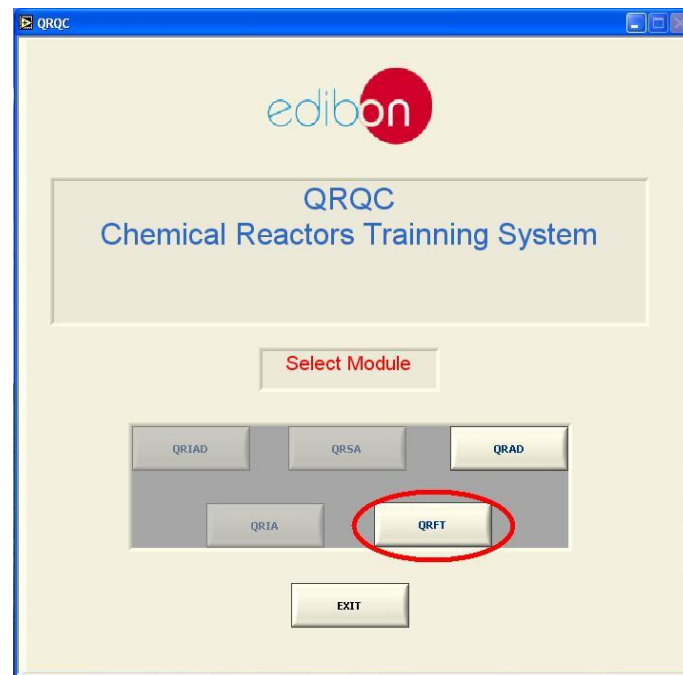 QRQC
edibon
QRQC
Chemical Reactors Trainning System
Select Module
QRIAD QRSA QRAD
QRIA QRFT
EXIT